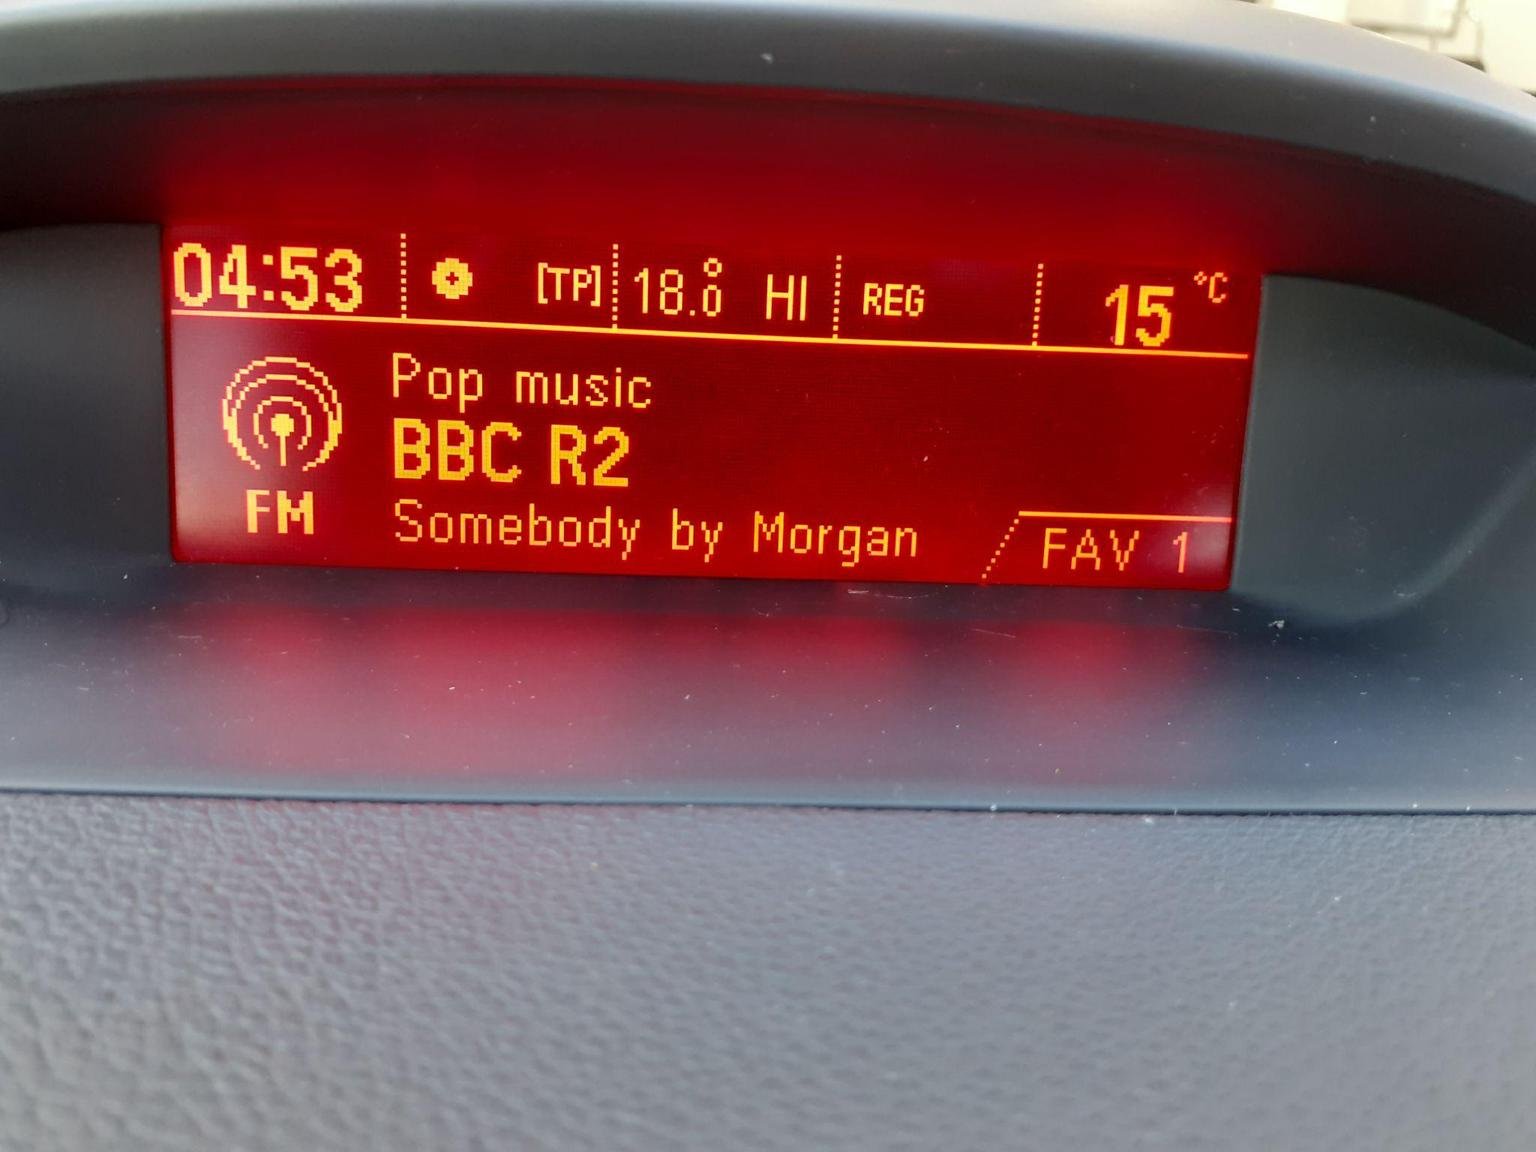 04:53 [TP] 18.0° HI REG 15 °C
Pop music
BBC R2
FM
Somebody by Morgan
FAV 1